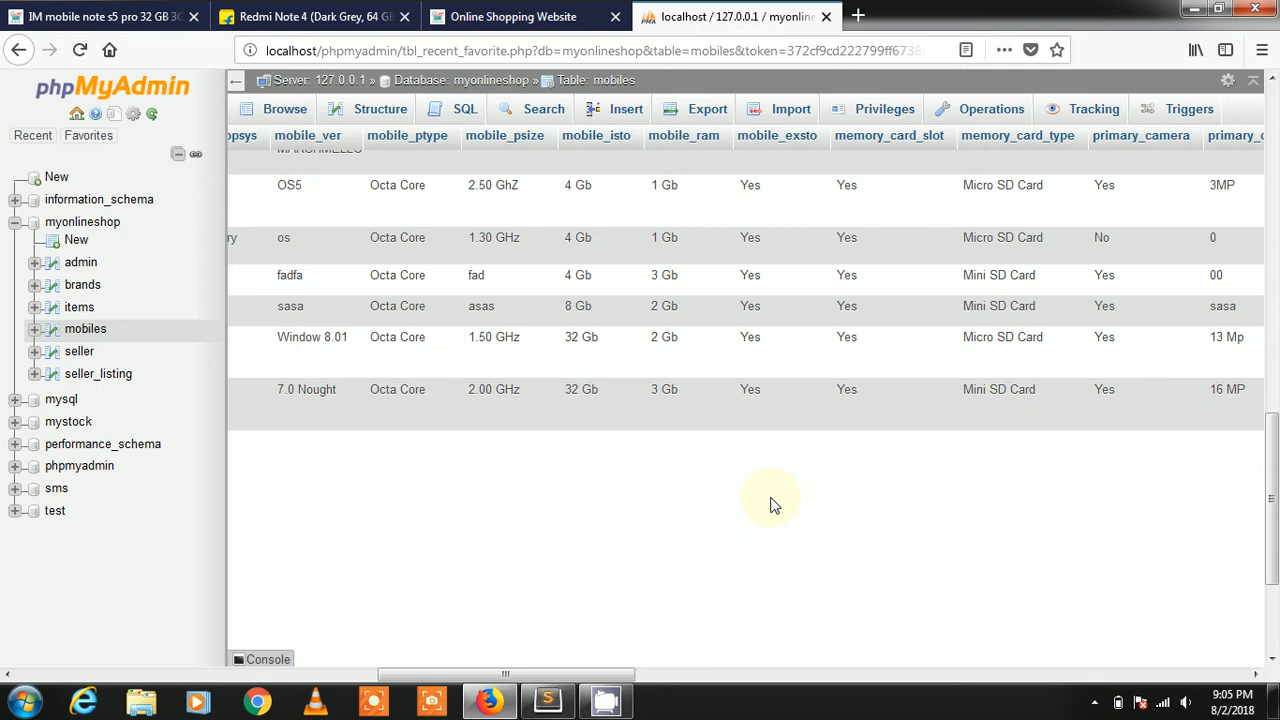 IM mobile note s5 pro 32 GB 3G
Redmi Note 4 (Dark Grey, 64 GB
Online Shopping Website
localhost / 127.0.0.1 / myonline
localhost/phpmyadmin/tbl_recent_favorite.php?db=myonlineshop&table=mobiles&token=372cf9cd222799ff6738
phpMyAdmin
Recent
Favorites
New
information_schema
myonlineshop
New
admin
brands
items
mobiles
seller
seller_listing
mysql
mystock
performance_schema
phpmyadmin
sms
test
Server: 127.0.0.1 » Database: myonlineshop » Table: mobiles
Browse Structure SQL Search Insert Export Import Privileges Operations Tracking Triggers
opsys mobile_ver mobile_ptype mobile_psize mobile_isto mobile_ram mobile_exsto memory_card_slot memory_card_type primary_camera primary_c
MARSHMELLO
OS5 Octa Core 2.50 GhZ 4 Gb 1 Gb Yes Yes Micro SD Card Yes 3MP
ry os Octa Core 1.30 GHz 4 Gb 1 Gb Yes Yes Micro SD Card No 0
fadfa Octa Core fad 4 Gb 3 Gb Yes Yes Mini SD Card Yes 00
sasa Octa Core asas 8 Gb 2 Gb Yes Yes Mini SD Card Yes sasa
Window 8.01 Octa Core 1.50 GHz 32 Gb 2 Gb Yes Yes Micro SD Card Yes 13 Mp
7.0 Nought Octa Core 2.00 GHz 32 Gb 3 Gb Yes Yes Mini SD Card Yes 16 MP
Console
9:05 PM
8/2/2018